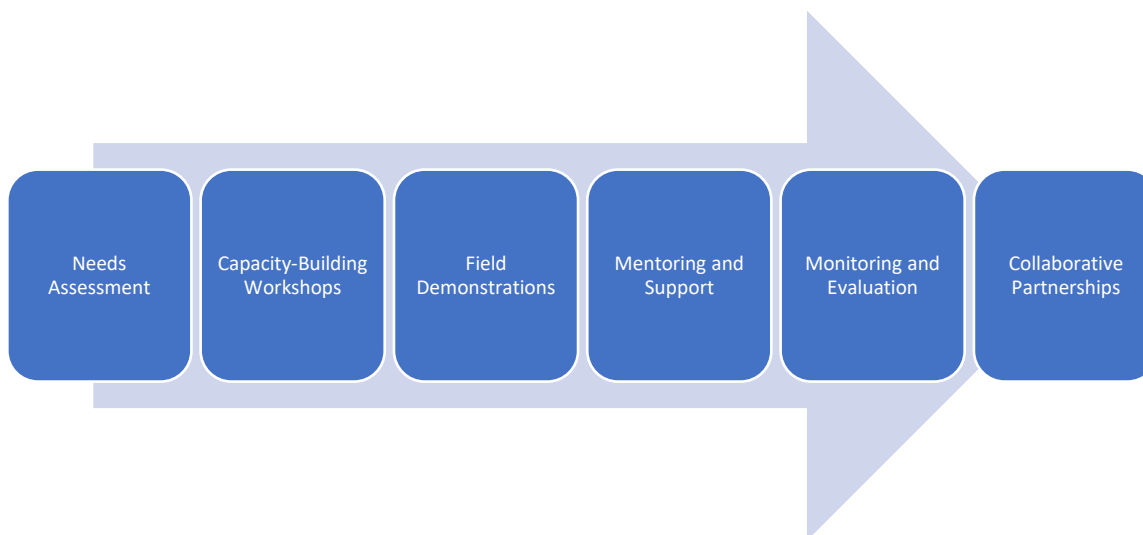 Needs
Assessment
Capacity-Building
Workshops
Field
Demonstrations
Mentoring and
Support
Monitoring and
Evaluation
Collaborative
Partnerships